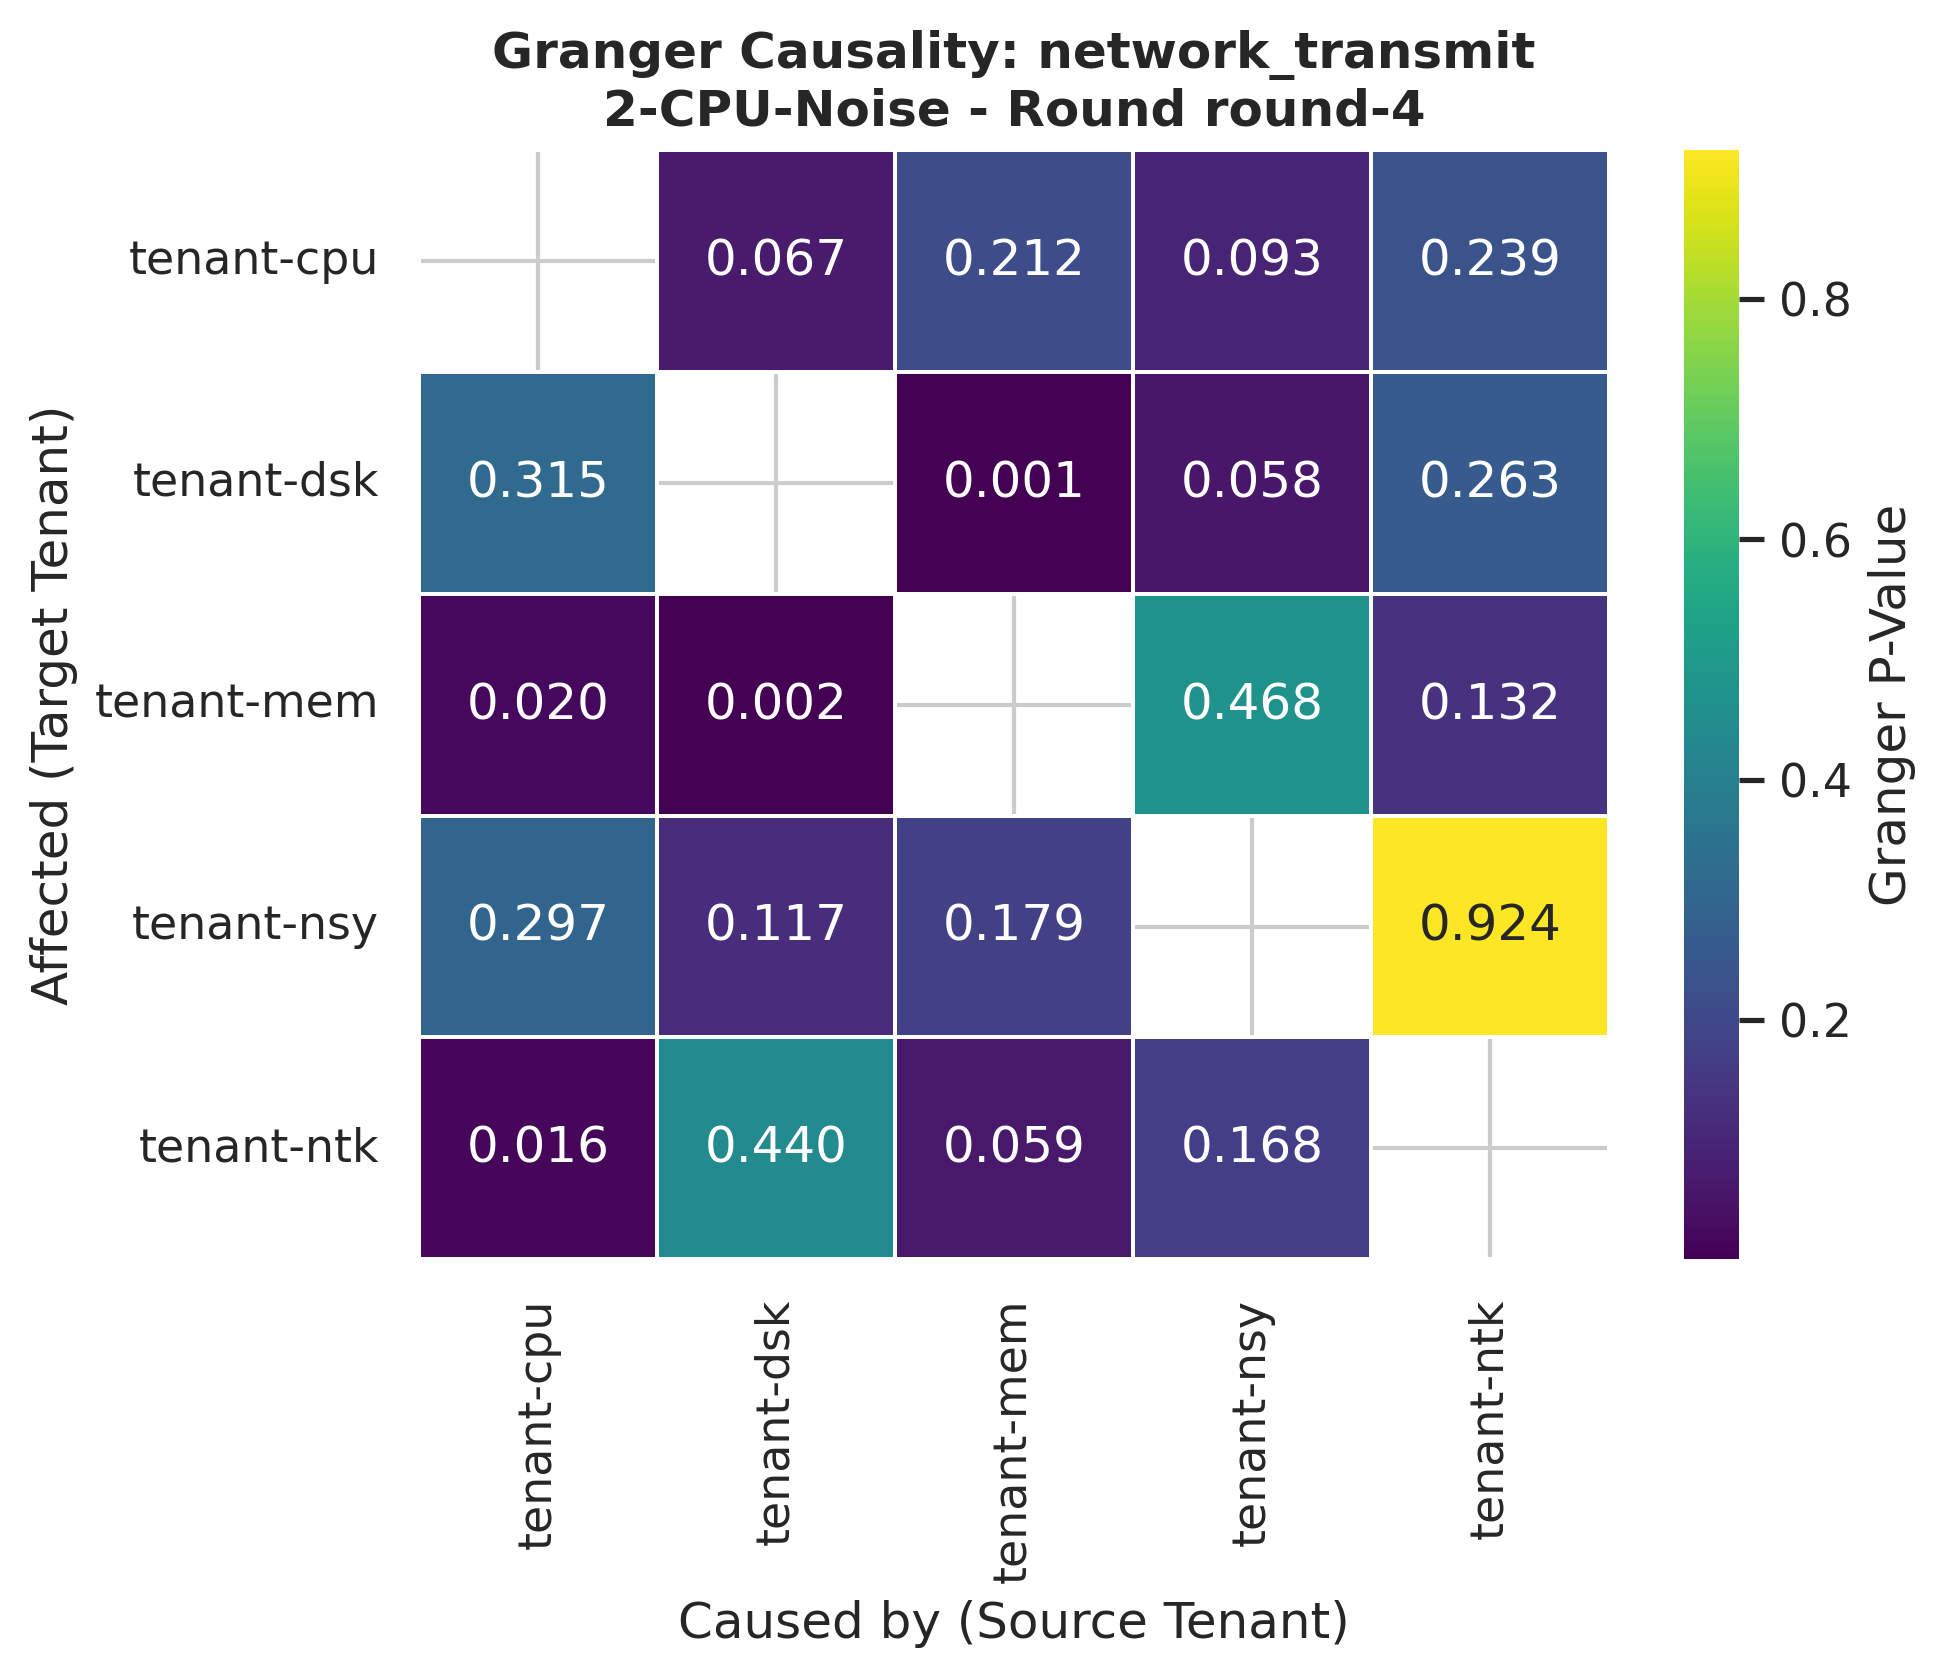 Granger Causality: network_transmit
2-CPU-Noise - Round round-4
Affected (Target Tenant)
tenant-cpu 0.067 0.212 0.093 0.239
tenant-dsk 0.315 0.001 0.058 0.263
tenant-mem 0.020 0.002 0.468 0.132
tenant-nsy 0.297 0.117 0.179 0.924
tenant-ntk 0.016 0.440 0.059 0.168
tenant-cpu
tenant-dsk
tenant-mem
tenant-nsy
tenant-ntk
Caused by (Source Tenant)
0.8
0.6
0.4
0.2
Granger P-Value